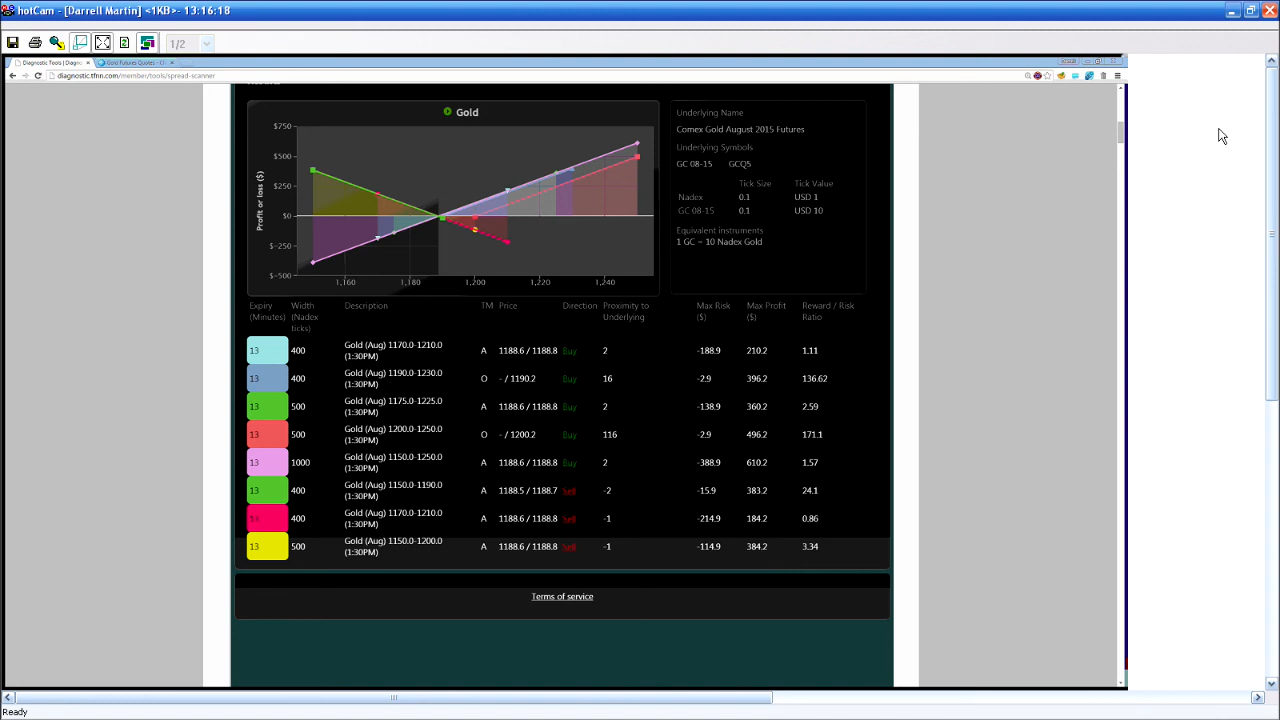 hotCam - [Darrell Martin] <1KB> - 13:16:18
1/2
Diagnostic Tools | Diagno
Gold Futures Quotes - C
diagnostic.tfnn.com/member/tools/spread-scanner
Gold
$750
$500
$250
$0
$-250
$-500
Profit or loss ($)
1,160 1,180 1,200 1,220 1,240
Underlying Name
Comex Gold August 2015 Futures
Underlying Symbols
GC 08-15 GCQ5
Tick Size Tick Value
Nadex 0.1 USD 1
GC 08-15 0.1 USD 10
Equivalent instruments
1 GC = 10 Nadex Gold
Expiry (Minutes) Width (Nadex ticks) Description TM Price Direction Proximity to Underlying Max Risk ($) Max Profit ($) Reward / Risk Ratio
13 400 Gold (Aug) 1170.0-1210.0 (1:30PM) A 1188.6 / 1188.8 Buy 2 -188.9 210.2 1.11
13 400 Gold (Aug) 1190.0-1230.0 (1:30PM) O - / 1190.2 Buy 16 -2.9 396.2 136.62
13 500 Gold (Aug) 1175.0-1225.0 (1:30PM) A 1188.6 / 1188.8 Buy 2 -138.9 360.2 2.59
13 500 Gold (Aug) 1200.0-1250.0 (1:30PM) O - / 1200.2 Buy 116 -2.9 496.2 171.1
13 1000 Gold (Aug) 1150.0-1250.0 (1:30PM) A 1188.6 / 1188.8 Buy 2 -388.9 610.2 1.57
13 400 Gold (Aug) 1150.0-1190.0 (1:30PM) A 1188.5 / 1188.7 Sell -2 -15.9 383.2 24.1
13 400 Gold (Aug) 1170.0-1210.0 (1:30PM) A 1188.6 / 1188.8 Sell -1 -214.9 184.2 0.86
13 500 Gold (Aug) 1150.0-1200.0 (1:30PM) A 1188.6 / 1188.8 Sell -1 -114.9 384.2 3.34
Terms of service
Ready